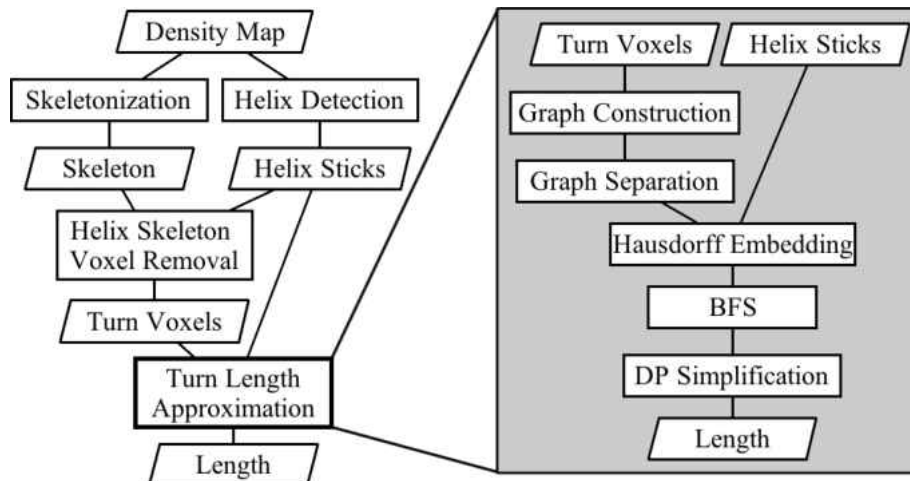 Density Map
Skeletonization
Helix Detection
Skeleton
Helix Sticks
Helix Skeleton
Voxel Removal
Turn Voxels
Turn Length
Approximation
Length
Turn Voxels
Helix Sticks
Graph Construction
Graph Separation
Hausdorff Embedding
BFS
DP Simplification
Length